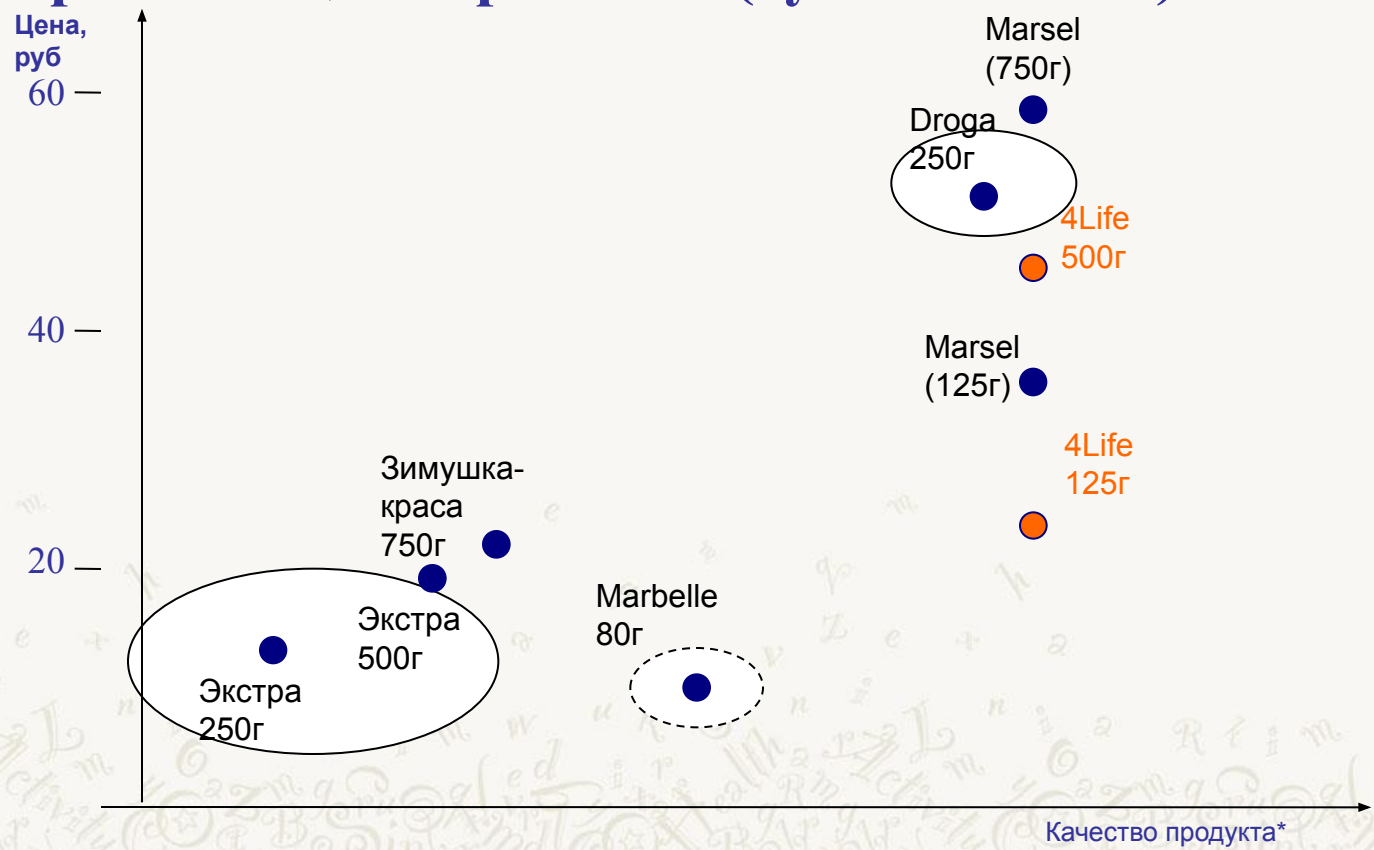 Цена,
руб
60
40
20
Marsel
(750г)
Droga
250г
4Life
500г
Marsel
(125г)
4Life
125г
Зимушка-
краса
750г
Экстра
500г
Marbelle
80г
Экстра
250г
Качество продукта*